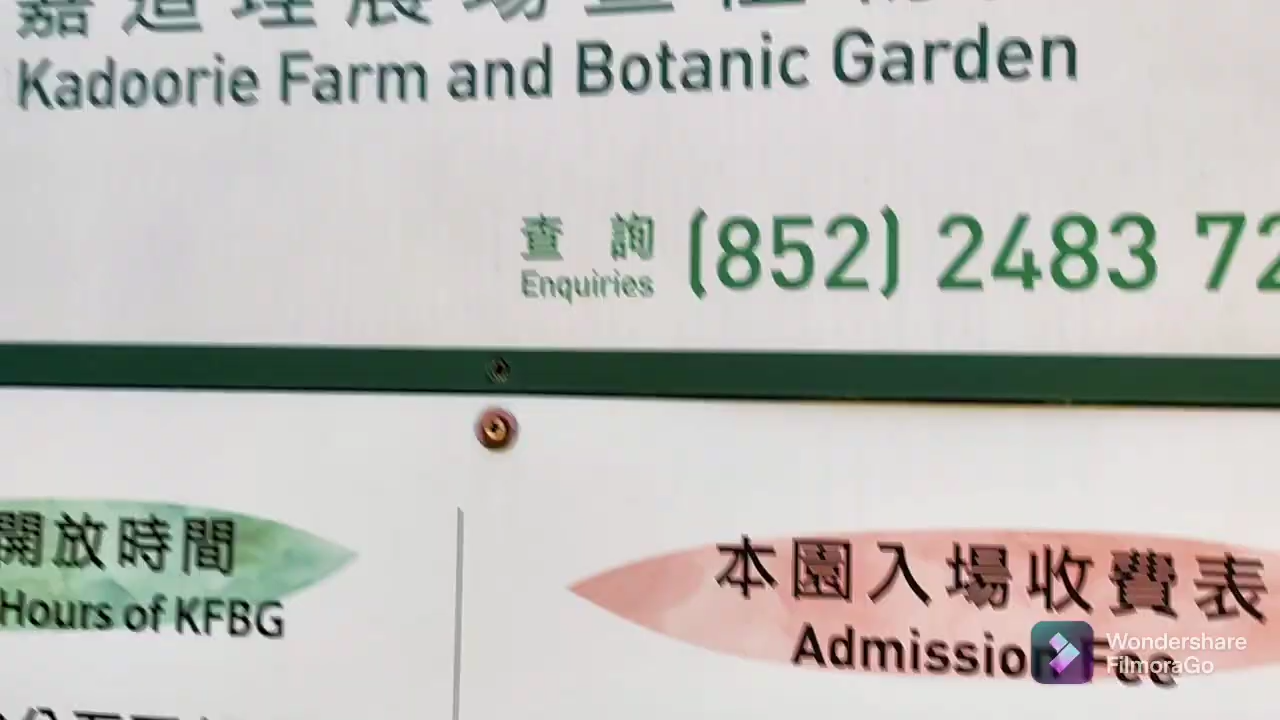 Kadoorie Farm and Botanic Garden
查 詢 (852) 2483 72
Enquiries
開放時間
Hours of KFBG
本園入場收費表
Admission Fee
Wondershare
FilmoraGo